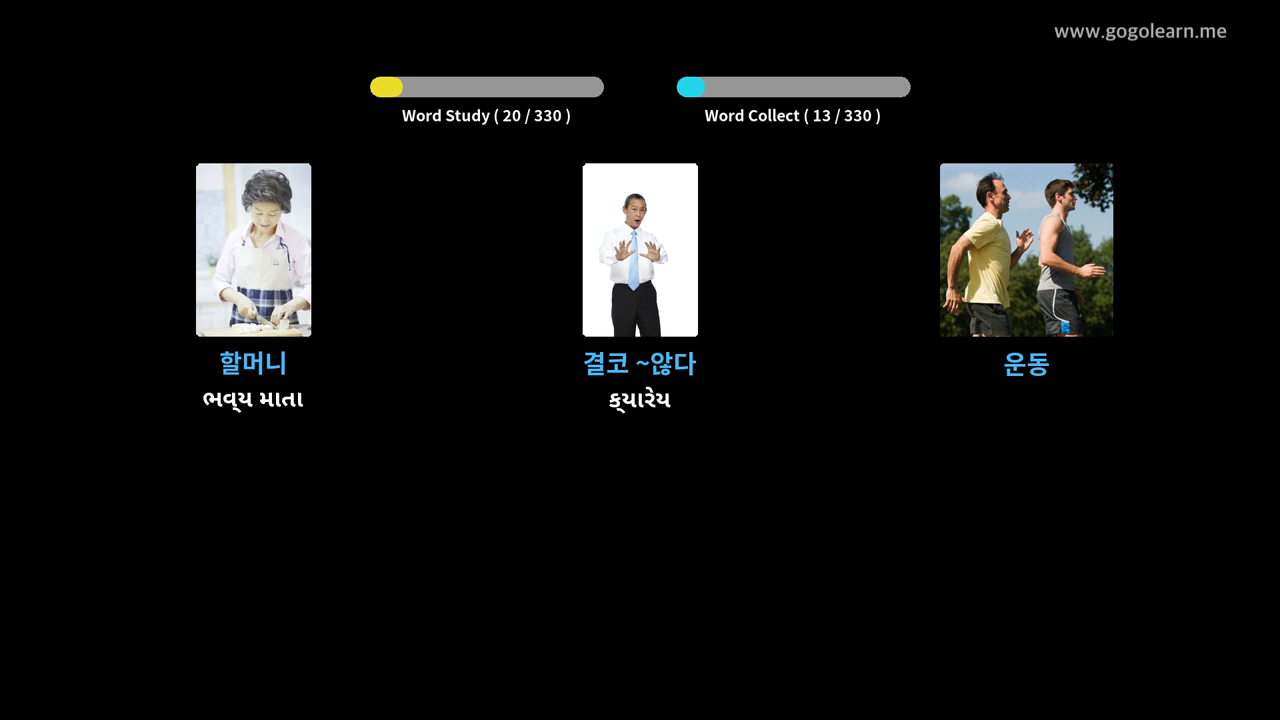 www.gogolearn.me
Word Study ( 20 / 330 )
Word Collect ( 13 / 330 )
할머니
결코 ~않다
운동
ભવ્ય માતા
ક્યારેય